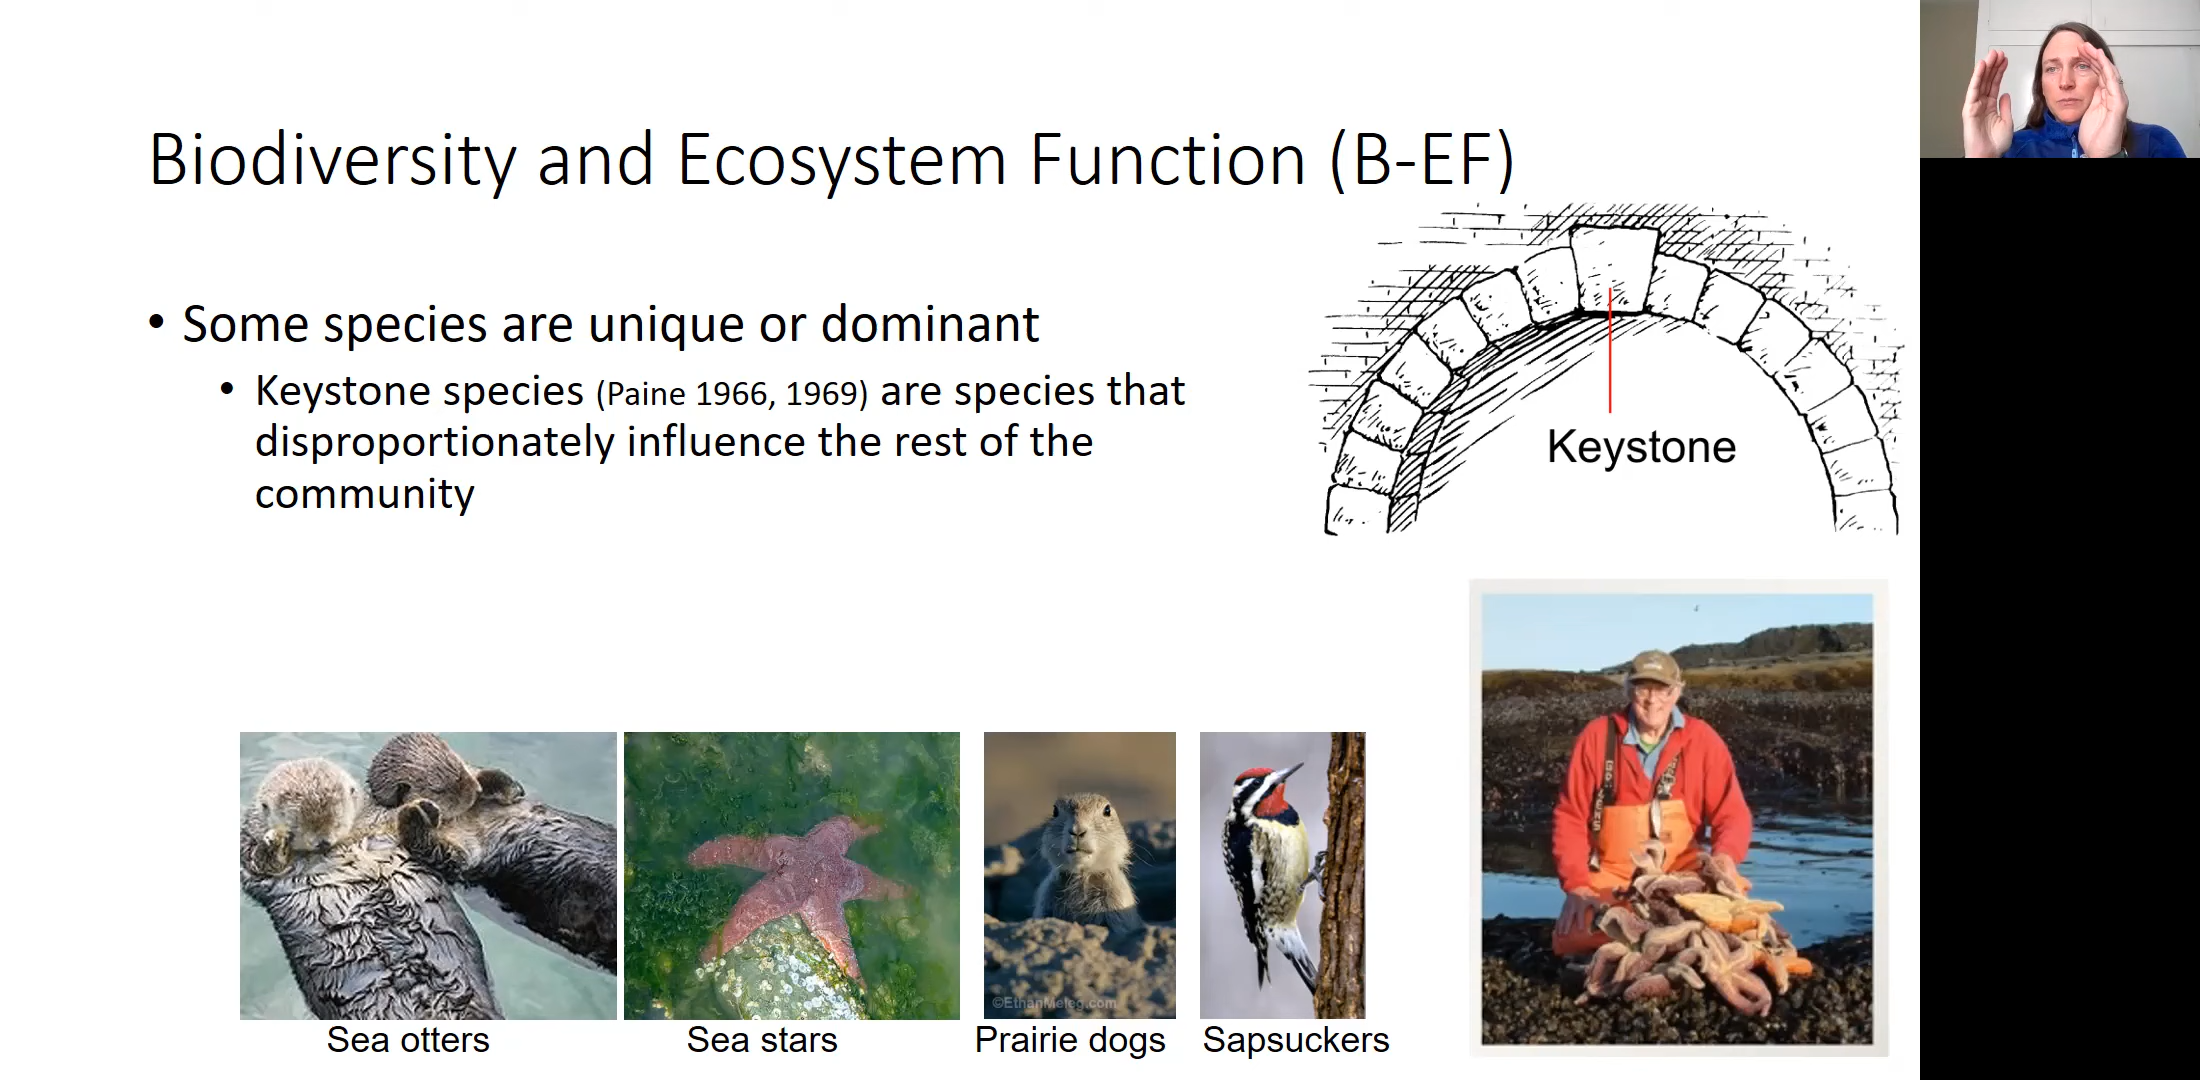 Biodiversity and Ecosystem Function (B-EF)
• Some species are unique or dominant
• Keystone species (Paine 1966, 1969) are species that
disproportionately influence the rest of the
community
Keystone
©EthanMeleg.com
Sea otters
Sea stars
Prairie dogs
Sapsuckers